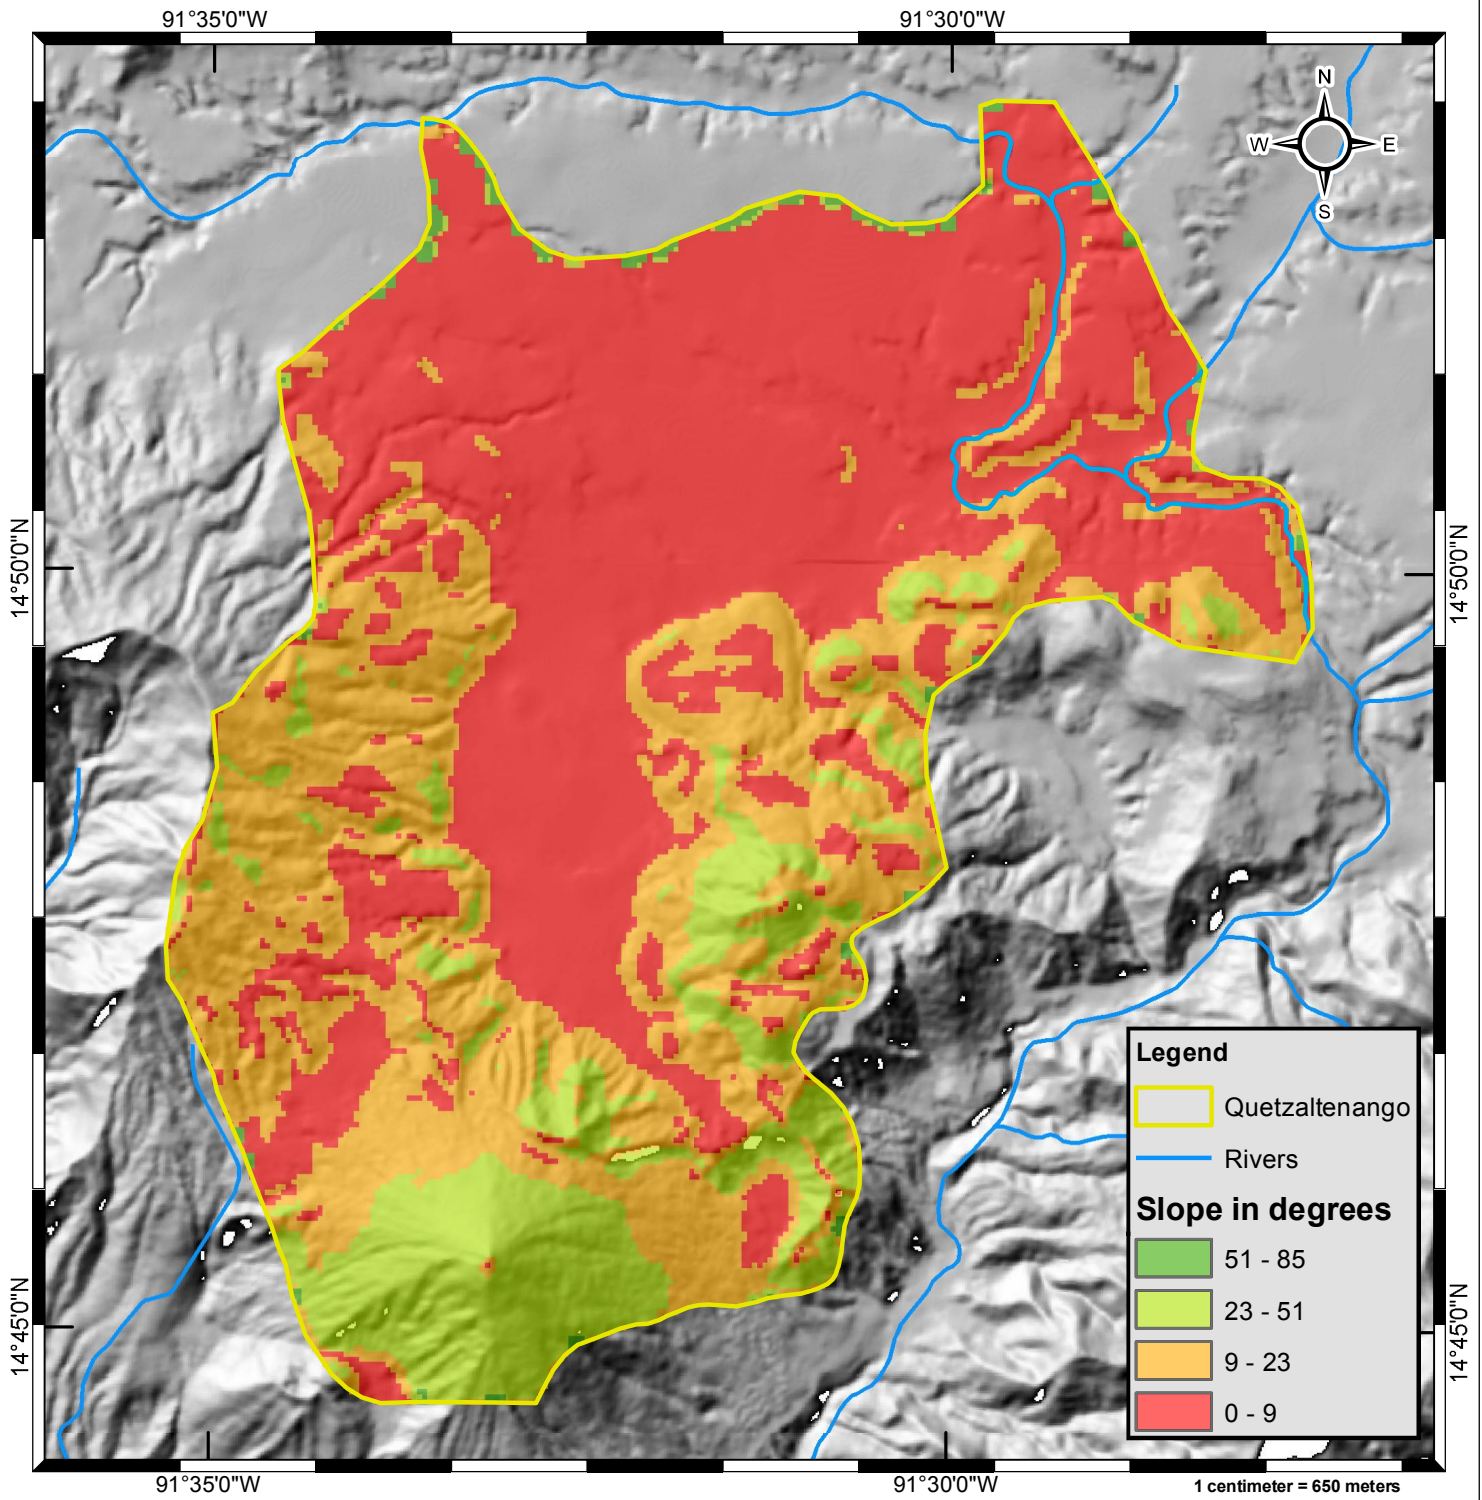 91°35'0"W
91°30'0"W
N
W
E
S
14°50'0"N
14°50'0"N
Legend
Quetzaltenango
Rivers
Slope in degrees
51 - 85
23 - 51
9 - 23
0 - 9
14°45'0"N
14°45'0"N
91°35'0"W
91°30'0"W
1 centimeter = 650 meters